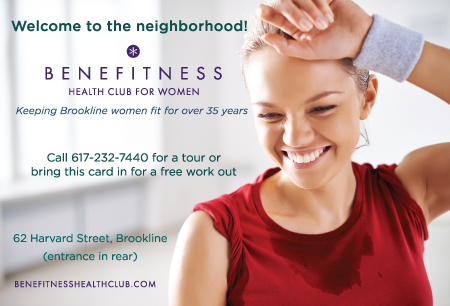 Welcome to the neighborhood!
BENEFITNESS
HEALTH CLUB FOR WOMEN
Keeping Brookline women fit for over 35 years
Call 617-232-7440 for a tour or
bring this card in for a free work out
62 Harvard Street, Brookline
(entrance in rear)
BENEFITNESSHEALTHCLUB.COM